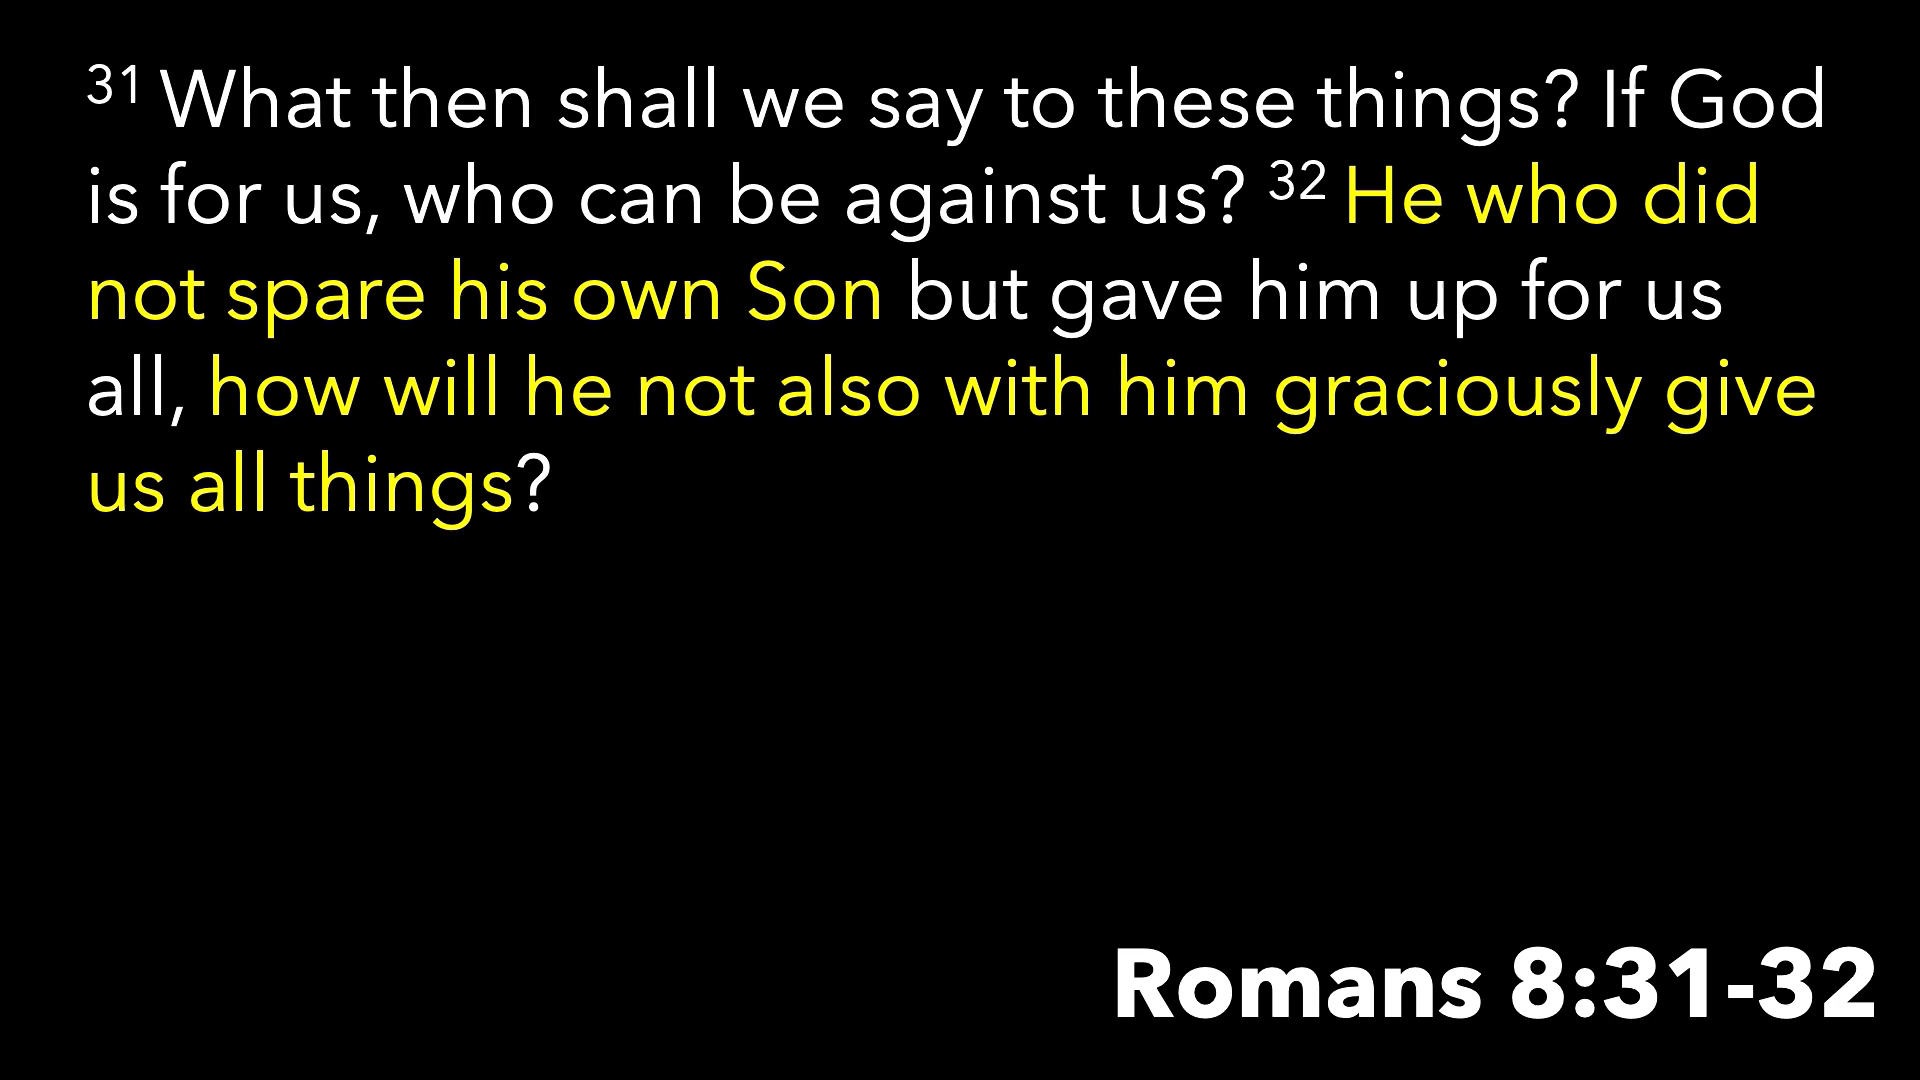 31 What then shall we say to these things? If God
is for us, who can be against us? 32 He who did
not spare his own Son but gave him up for us
all, how will he not also with him graciously give
us all things?
Romans 8:31-32